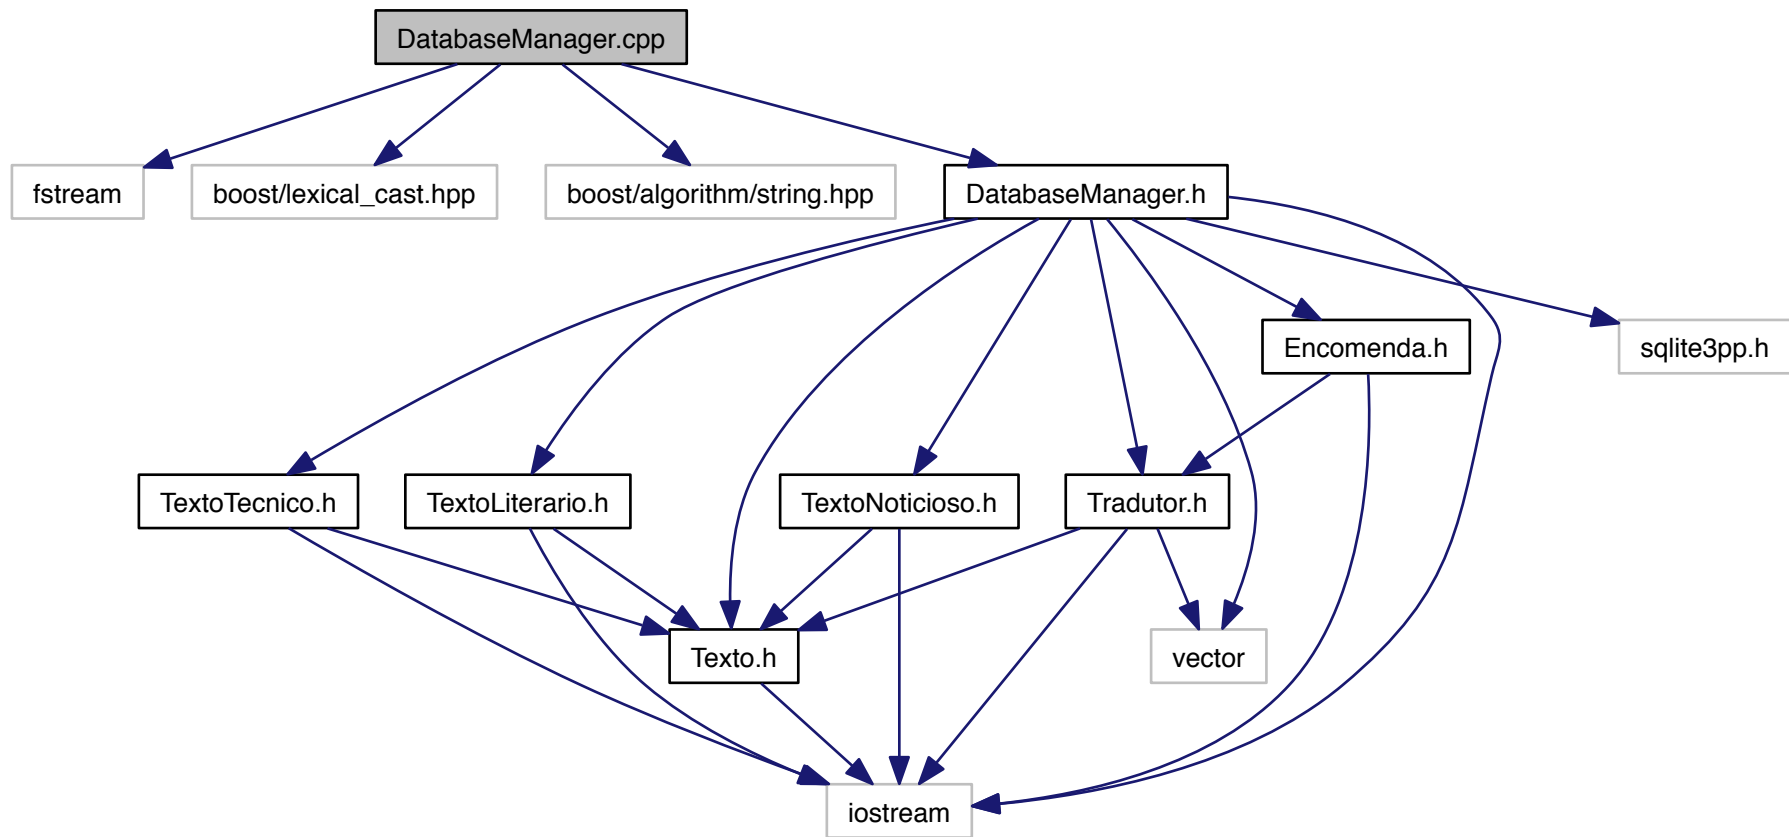 DatabaseManager.cpp
fstream
boost/lexical_cast.hpp
boost/algorithm/string.hpp
DatabaseManager.h
Encomenda.h
sqlite3pp.h
TextoTecnico.h
TextoLiterario.h
TextoNoticioso.h
Tradutor.h
Texto.h
vector
iostream